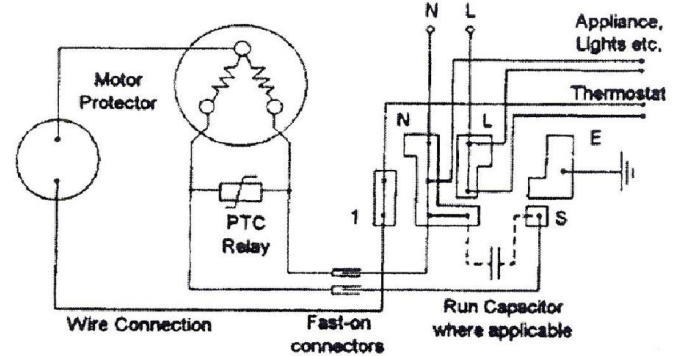 N L
Appliance,
Lights etc.
Motor
Protector
Thermostat
N L E
PTC
Relay
1 S
Wire Connection
Fast-on
connectors
Run Capacitor
where applicable